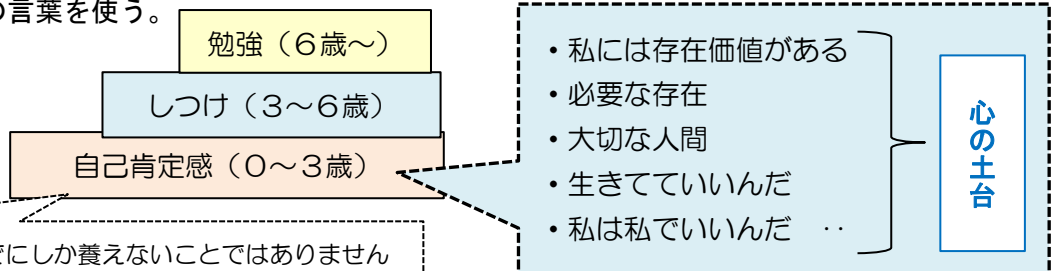 の言葉を使う。
勉強（６歳～）
しつけ（３～６歳）
自己肯定感（０～３歳）
でにしか養えないことではありません
・私には存在価値がある
・必要な存在
・大切な人間
・生きてていいんだ
・私は私でいいんだ　‥
心の土台